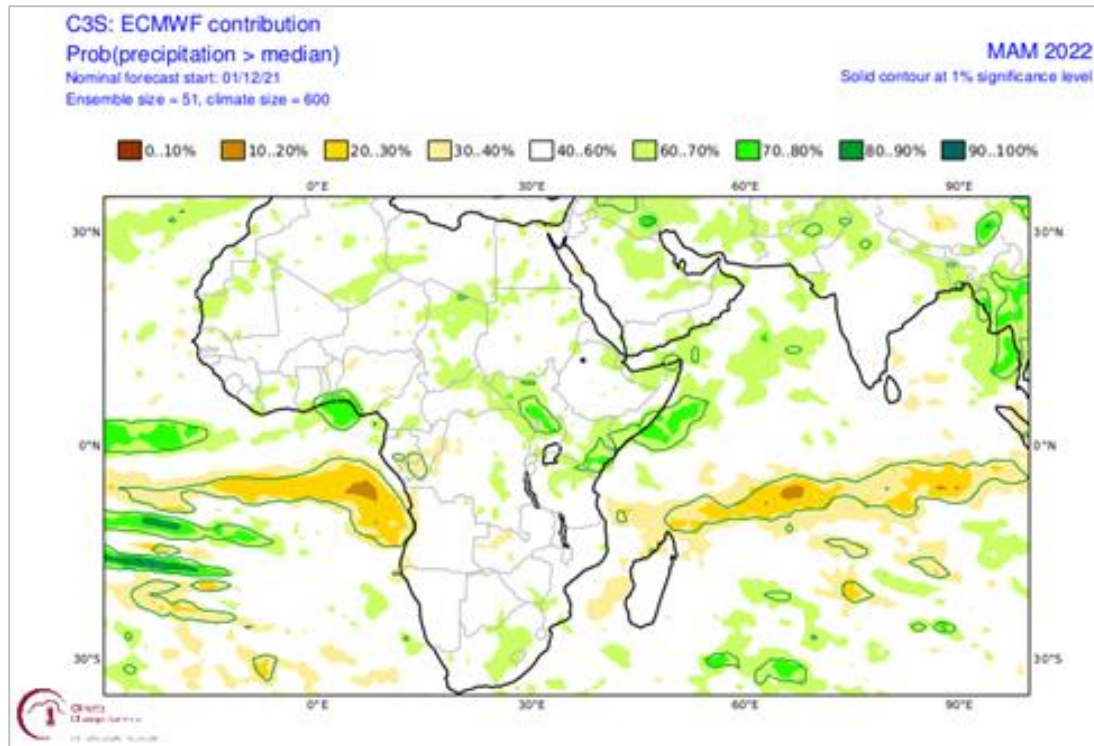 C3S: ECMWF contribution
Prob(precipitation > median)
MAM 2022
Nominal forecast start: 01/12/21
Solid contour at 1% significance level
Ensemble size = 51, climate size = 600
0..10% 10..20% 20..30% 30..40% 40..60% 60..70% 70..80% 80..90% 90..100%
0°E 30°E 60°E 90°E
30°N 30°N
0°N 0°N
30°S 30°S
0°E 30°E 60°E 90°E
Climate